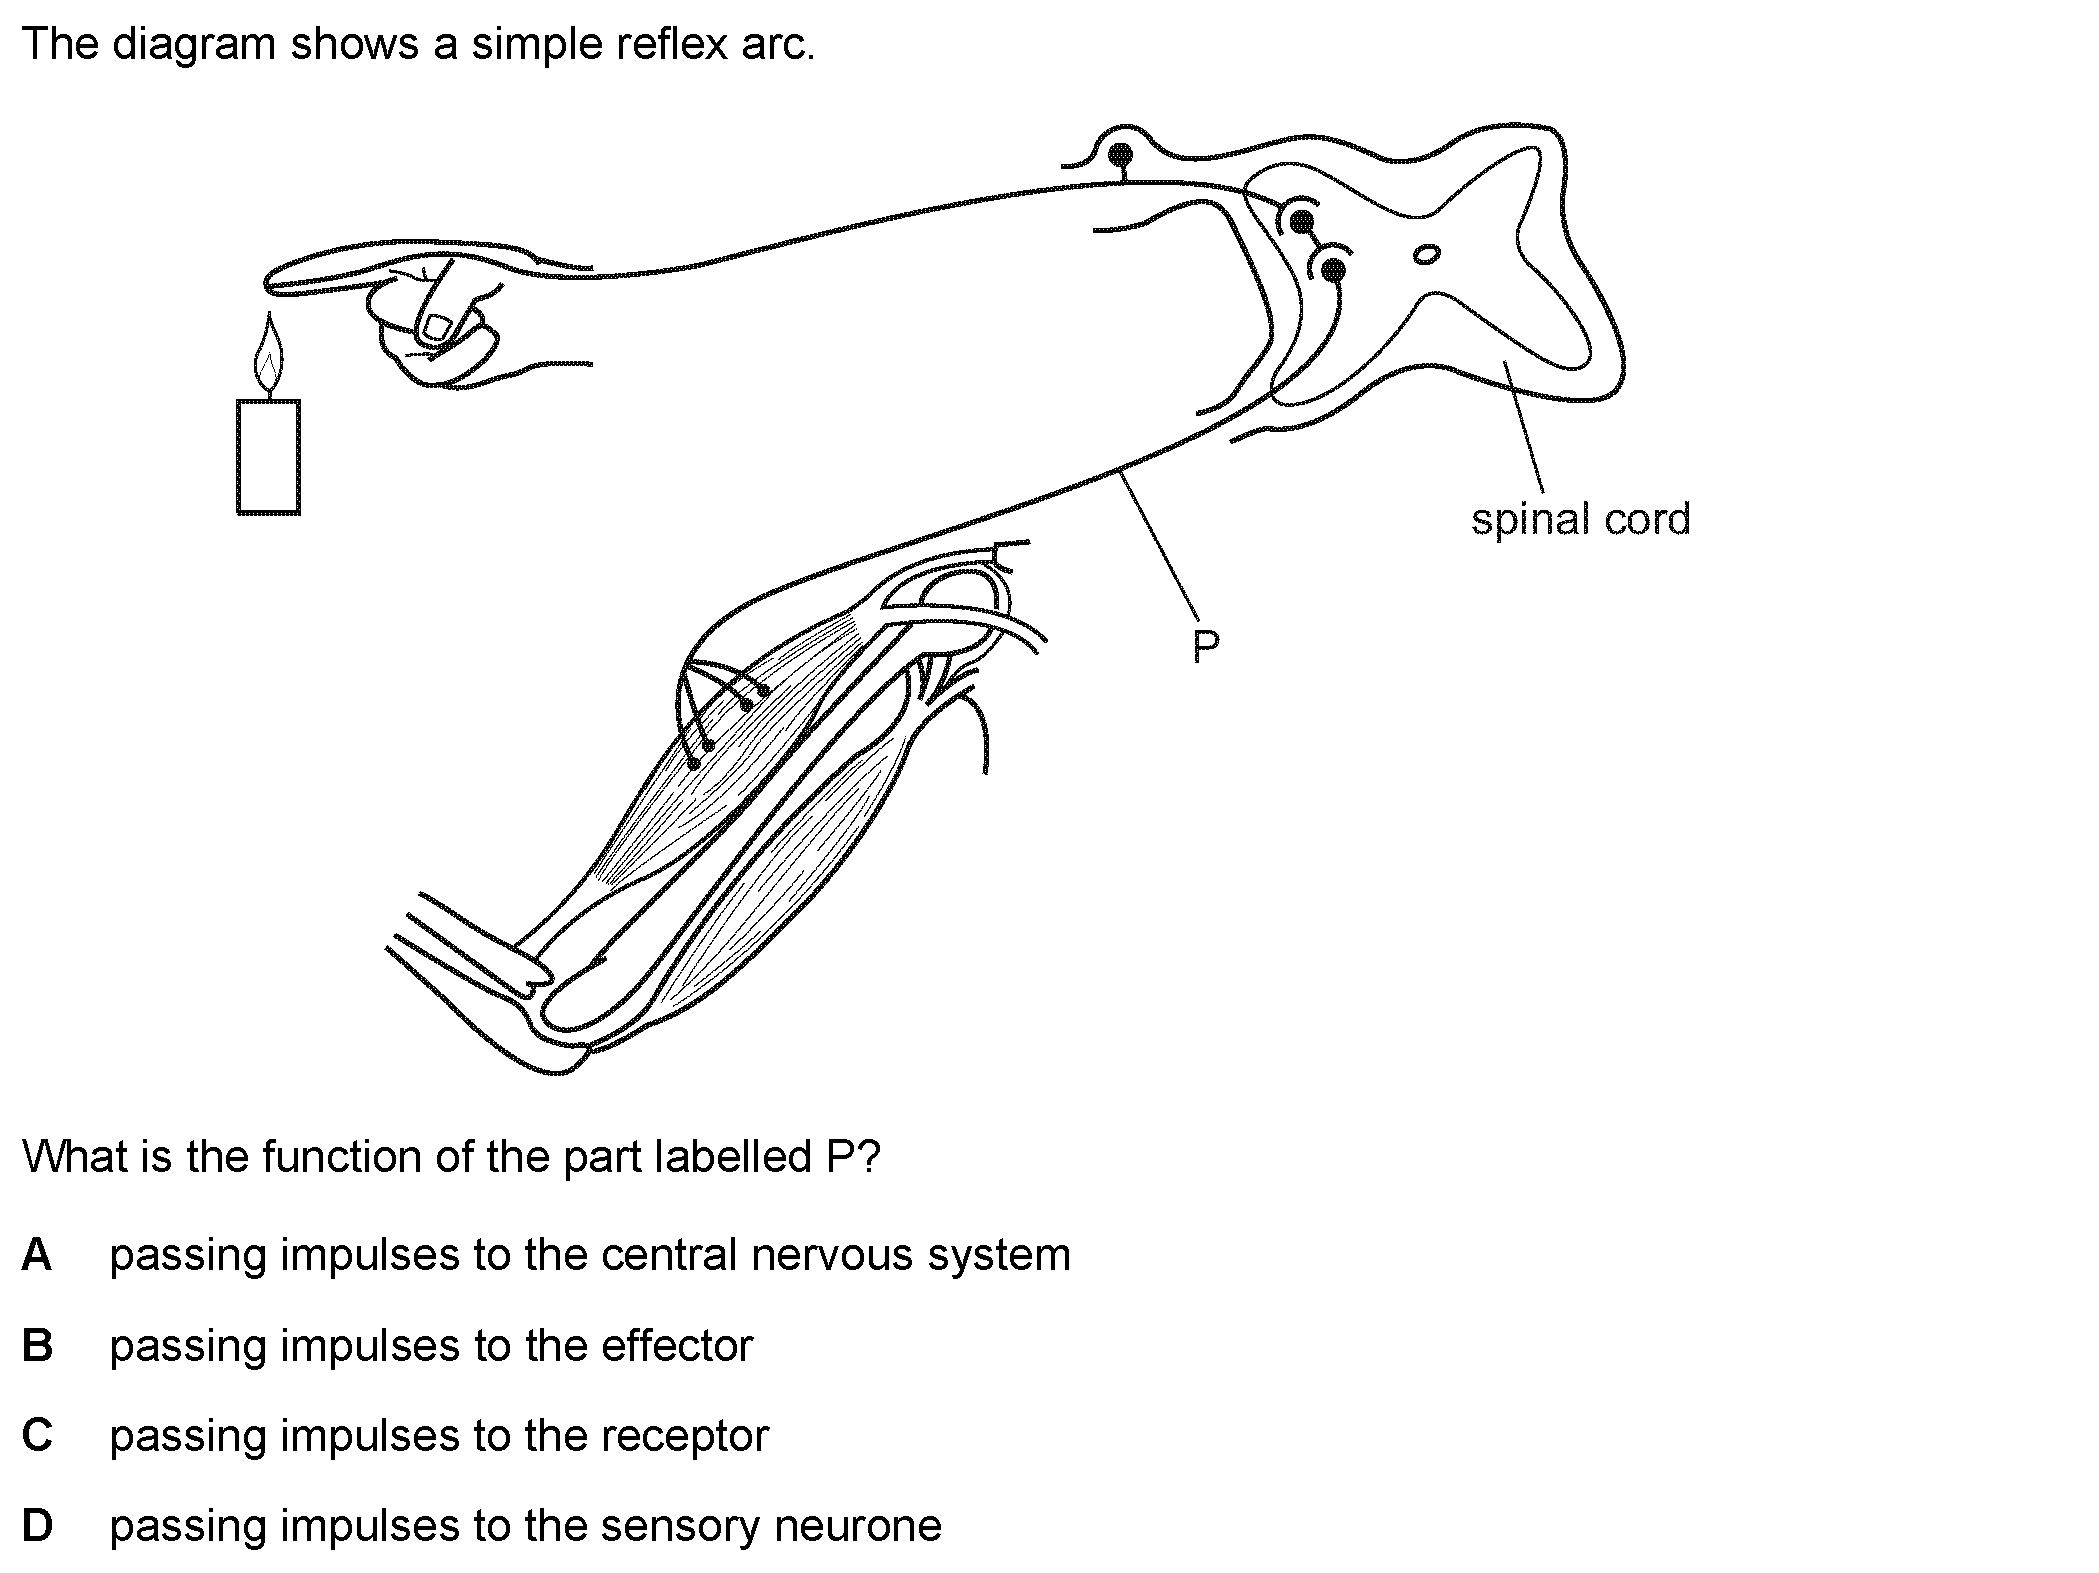 The diagram shows a simple reflex arc.
spinal cord
P
What is the function of the part labelled P?
A passing impulses to the central nervous system
B passing impulses to the effector
C passing impulses to the receptor
D passing impulses to the sensory neurone